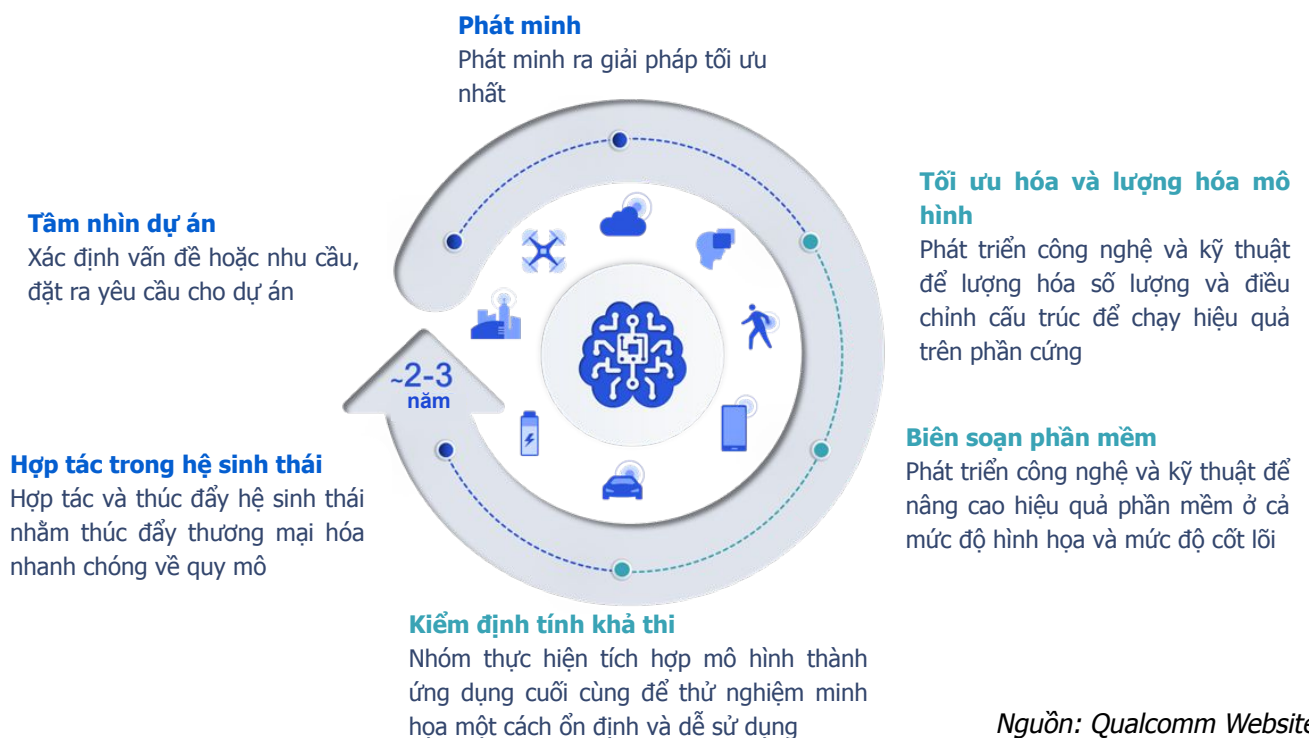 Phát minh
Phát minh ra giải pháp tối ưu
nhất
Tối ưu hóa và lượng hóa mô
hình
Phát triển công nghệ và kỹ thuật
để lượng hóa số lượng và điều
chỉnh cấu trúc để chạy hiệu quả
trên phần cứng
Biên soạn phần mềm
Phát triển công nghệ và kỹ thuật để
nâng cao hiệu quả phần mềm ở cả
mức độ hình họa và mức độ cốt lõi
Kiểm định tính khả thi
Nhóm thực hiện tích hợp mô hình thành
ứng dụng cuối cùng để thử nghiệm minh
họa một cách ổn định và dễ sử dụng
Hợp tác trong hệ sinh thái
Hợp tác và thúc đẩy hệ sinh thái
nhằm thúc đẩy thương mại hóa
nhanh chóng về quy mô
Tầm nhìn dự án
Xác định vấn đề hoặc nhu cầu,
đặt ra yêu cầu cho dự án
~2-3
năm
Nguồn: Qualcomm Website